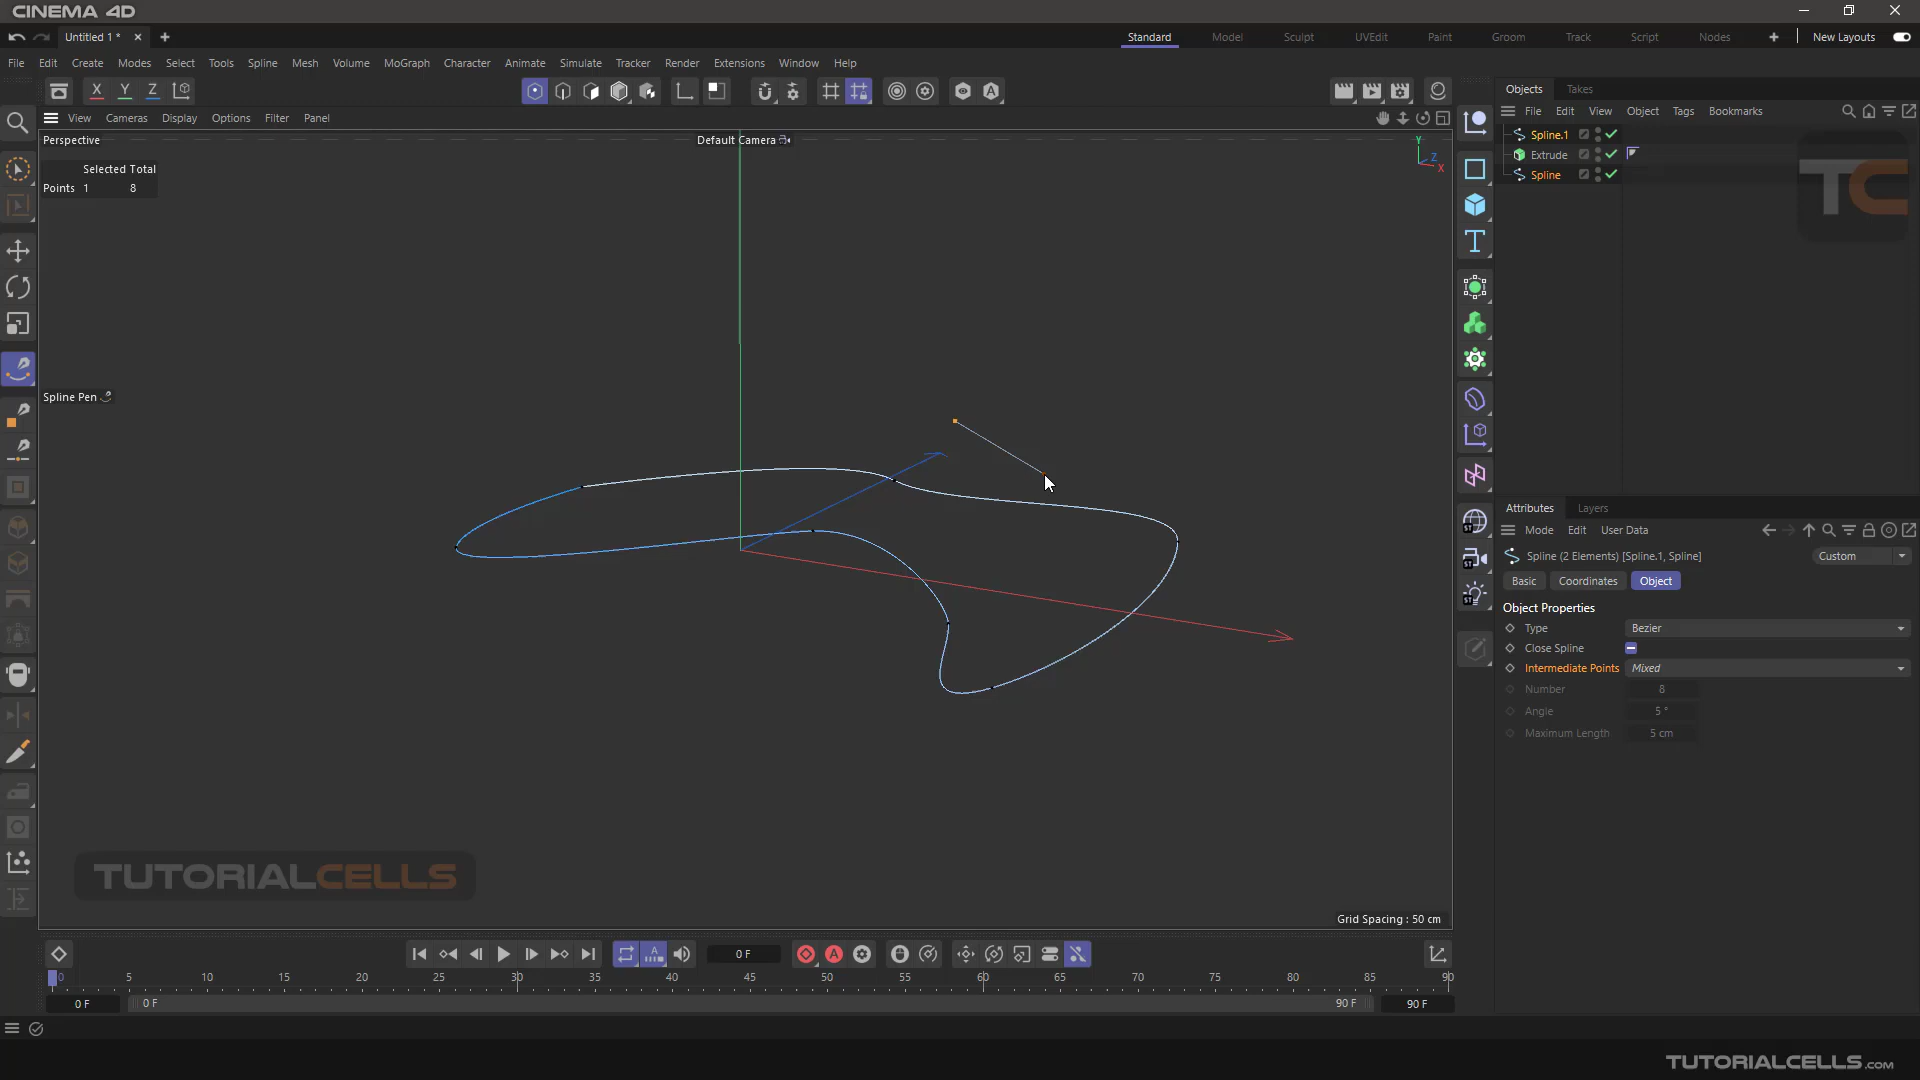 CINEMA 4D
Untitled 1 *
Standard Model Sculpt UVEdit Paint Groom Track Script Nodes New Layouts
File Edit Create Modes Select Tools Spline Mesh Volume MoGraph Character Animate Simulate Tracker Render Extensions Window Help
X Y Z
Objects Takes
View Cameras Display Options Filter Panel
File Edit View Object Tags Bookmarks
Perspective
Default Camera
Y
Z
X
Selected Total
Points 1 8
Spline.1
Extrude
Spline
TC
Spline Pen
Attributes Layers
Mode Edit User Data
Spline (2 Elements) [Spline.1, Spline]
Custom
Basic Coordinates Object
Object Properties
Type Bezier
Close Spline
Intermediate Points Mixed
Number 8
Angle 5 °
Maximum Length 5 cm
TUTORIALCELLS
Grid Spacing : 50 cm
0 F
0 5 10 15 20 25 30 35 40 45 50 55 60 65 70 75 80 85 90
0 F 0 F 90 F 90 F
TUTORIALCELLS.COM